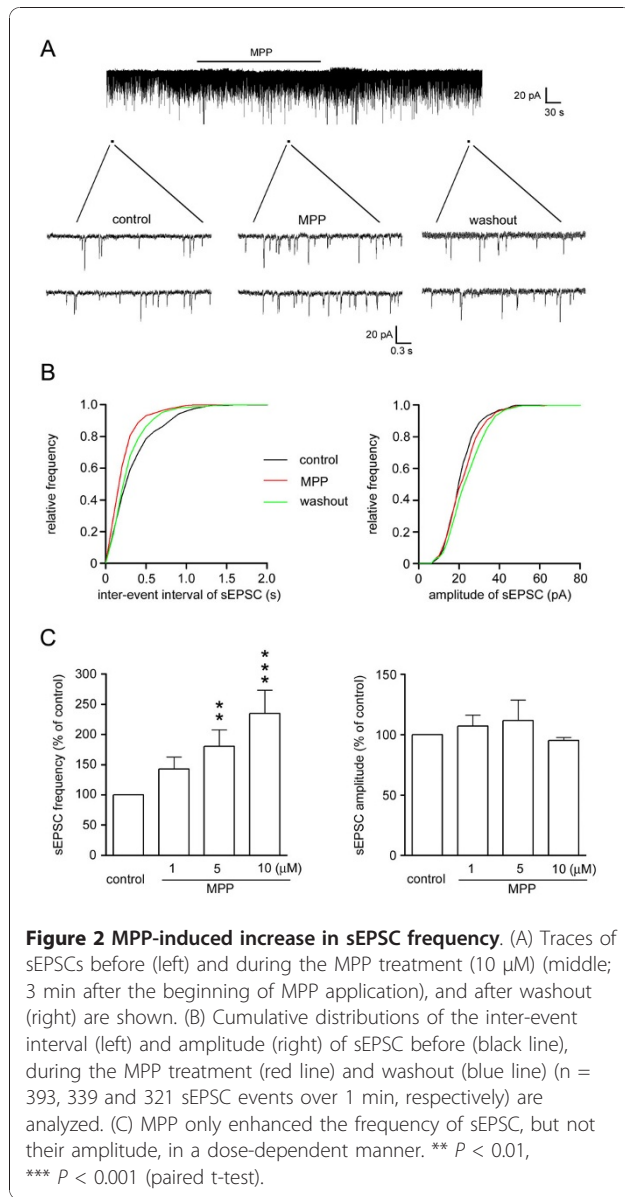 A
MPP
20 pA
30 s
control
MPP
washout
20 pA
0.3 s
B
1.0
0.8
0.6
0.4
0.2
0
relative frequency
0
0.5
1.0
1.5
2.0
inter-event interval of sEPSC (s)
control
MPP
washout
1.0
0.8
0.6
0.4
0.2
0
relative frequency
0
20
40
60
80
amplitude of sEPSC (pA)
C
300
250
200
150
100
50
0
sEPSC frequency (% of control)
**
***
control
1
5
10 (µM)
MPP
150
100
50
0
sEPSC amplitude (% of control)
control
1
5
10 (µM)
MPP
Figure 2 MPP-induced increase in sEPSC frequency. (A) Traces of
sEPSCs before (left) and during the MPP treatment (10 µM) (middle;
3 min after the beginning of MPP application), and after washout
(right) are shown. (B) Cumulative distributions of the inter-event
interval (left) and amplitude (right) of sEPSC before (black line),
during the MPP treatment (red line) and washout (blue line) (n =
393, 339 and 321 sEPSC events over 1 min, respectively) are
analyzed. (C) MPP only enhanced the frequency of sEPSC, but not
their amplitude, in a dose-dependent manner. ** P < 0.01,
*** P < 0.001 (paired t-test).